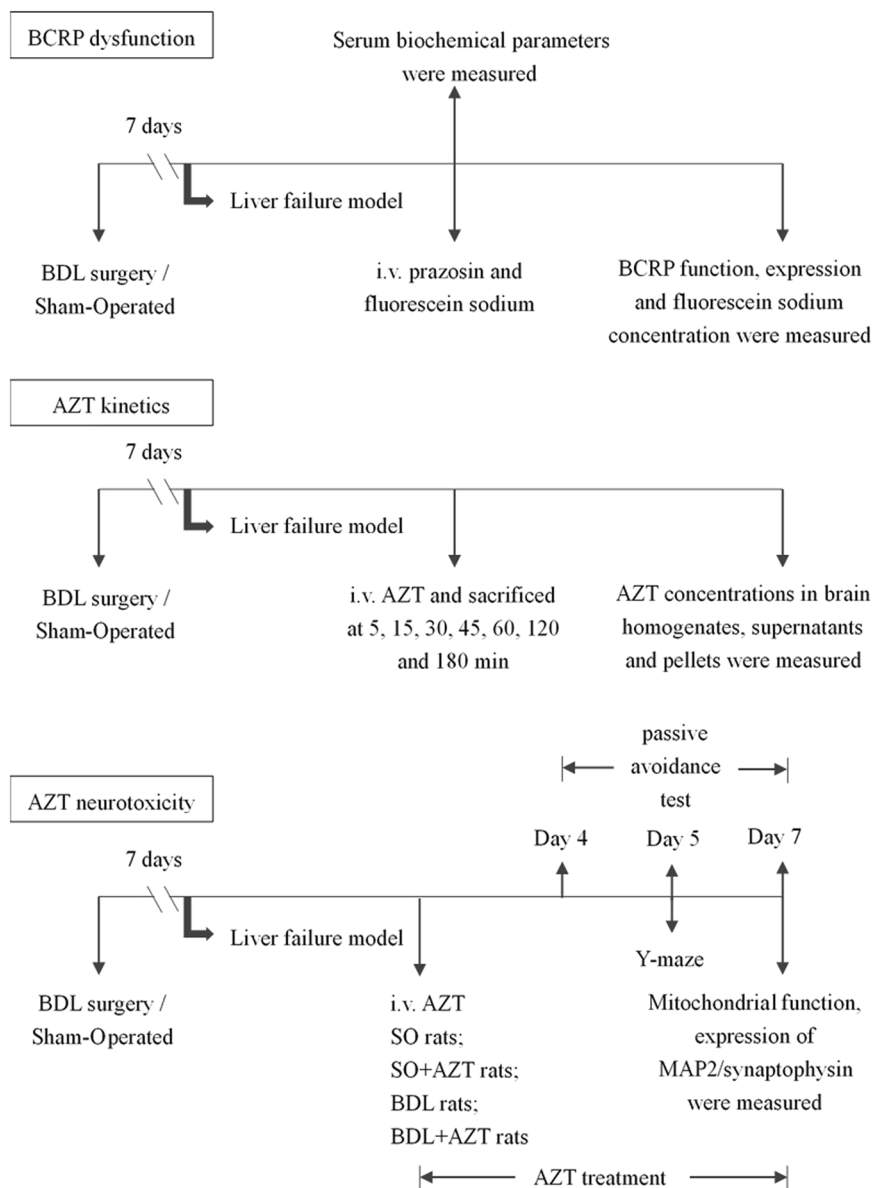 BCRP dysfunction
Serum biochemical parameters
were measured
7 days
Liver failure model
BDL surgery /
Sham-Operated
i.v. prazosin and
fluorescein sodium
BCRP function, expression
and fluorescein sodium
concentration were measured
AZT kinetics
7 days
Liver failure model
BDL surgery /
Sham-Operated
i.v. AZT and sacrificed
at 5, 15, 30, 45, 60, 120
and 180 min
AZT concentrations in brain
homogenates, supernatants
and pellets were measured
AZT neurotoxicity
passive
avoidance
test
Day 4
Day 5
Day 7
7 days
Liver failure model
BDL surgery /
Sham-Operated
i.v. AZT
SO rats;
SO+AZT rats;
BDL rats;
BDL+AZT rats
Y-maze
Mitochondrial function,
expression of
MAP2/synaptophysin
were measured
AZT treatment